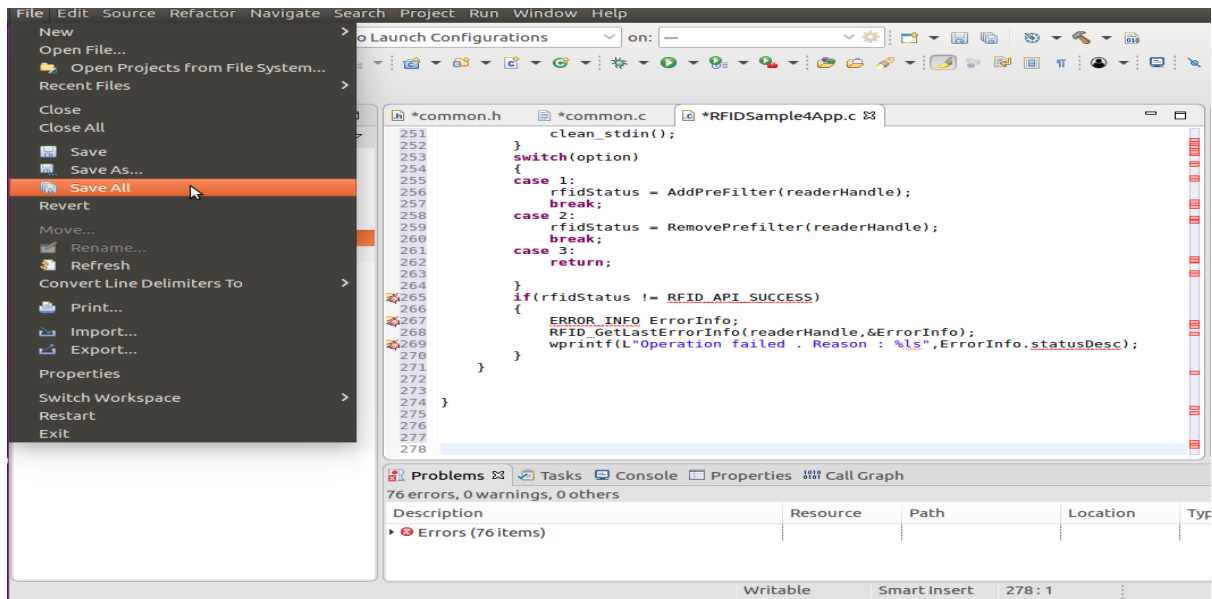 File Edit Source Refactor Navigate Search Project Run Window Help
New
Open File...
Open Projects from File System...
Recent Files
Close
Close All
Save
Save As...
Save All
Revert
Move...
Rename...
Refresh
Convert Line Delimiters To
Print...
Import...
Export...
Properties
Switch Workspace
Restart
Exit
o Launch Configurations on: ---
*common.h *common.c *RFIDSample4App.c
251 clean_stdin();
252 }
253 switch(option)
254 {
255 case 1:
256 rfidStatus = AddPreFilter(readerHandle);
257 break;
258 case 2:
259 rfidStatus = RemovePrefilter(readerHandle);
260 break;
261 case 3:
262 return;
263
264 }
265 if(rfidStatus != RFID_API_SUCCESS)
266 {
267 ERROR_INFO ErrorInfo;
268 RFID_GetLastErrorInfo(readerHandle,&ErrorInfo);
269 wprintf(L"Operation failed . Reason : %ls",ErrorInfo.statusDesc);
270 }
271 }
272
273
274 }
275
276
277
278
Problems Tasks Console Properties Call Graph
76 errors, 0 warnings, 0 others
Description Resource Path Location Typ
Errors (76 items)
Writable Smart Insert 278 : 1